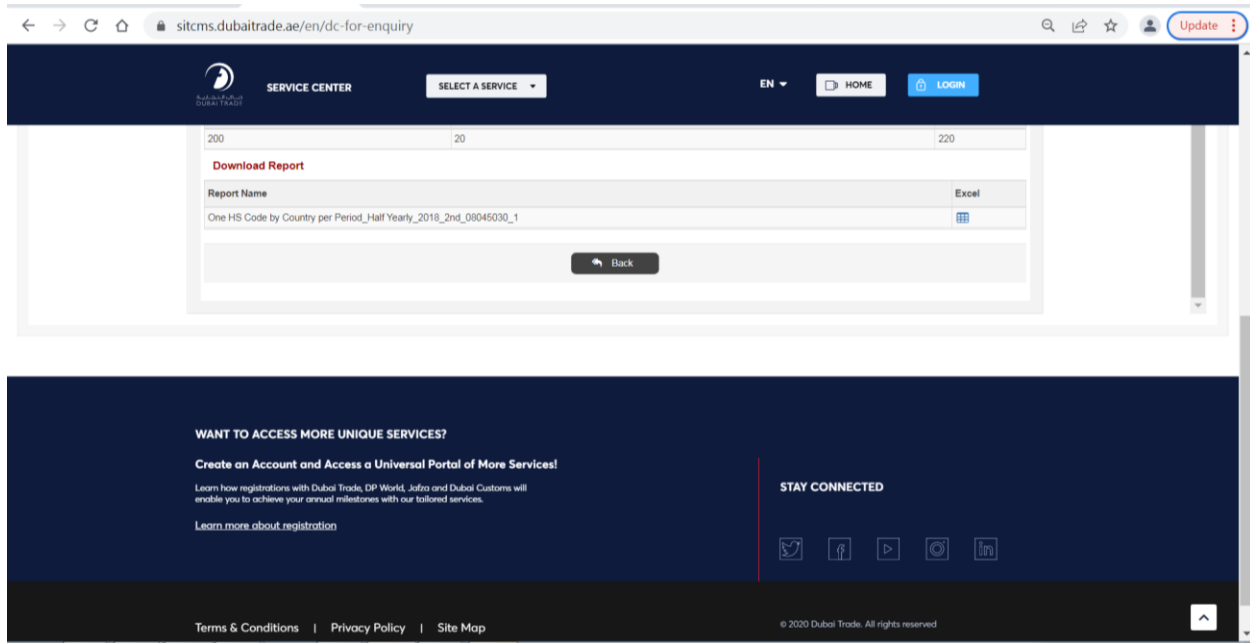 sitcms.dubaitrade.ae/en/dc-for-enquiry
Update
DUBAI TRADE
SERVICE CENTER
SELECT A SERVICE
EN
HOME
LOGIN
200 20 220
Download Report
Report Name Excel
One HS Code by Country per Period_Half Yearly_2018_2nd_08045030_1
Back
WANT TO ACCESS MORE UNIQUE SERVICES?
Create an Account and Access a Universal Portal of More Services!
Learn how registrations with Dubai Trade, DP World, Jafza and Dubai Customs will
enable you to achieve your annual milestones with our tailored services.
Learn more about registration
STAY CONNECTED
Terms & Conditions | Privacy Policy | Site Map
© 2020 Dubai Trade. All rights reserved